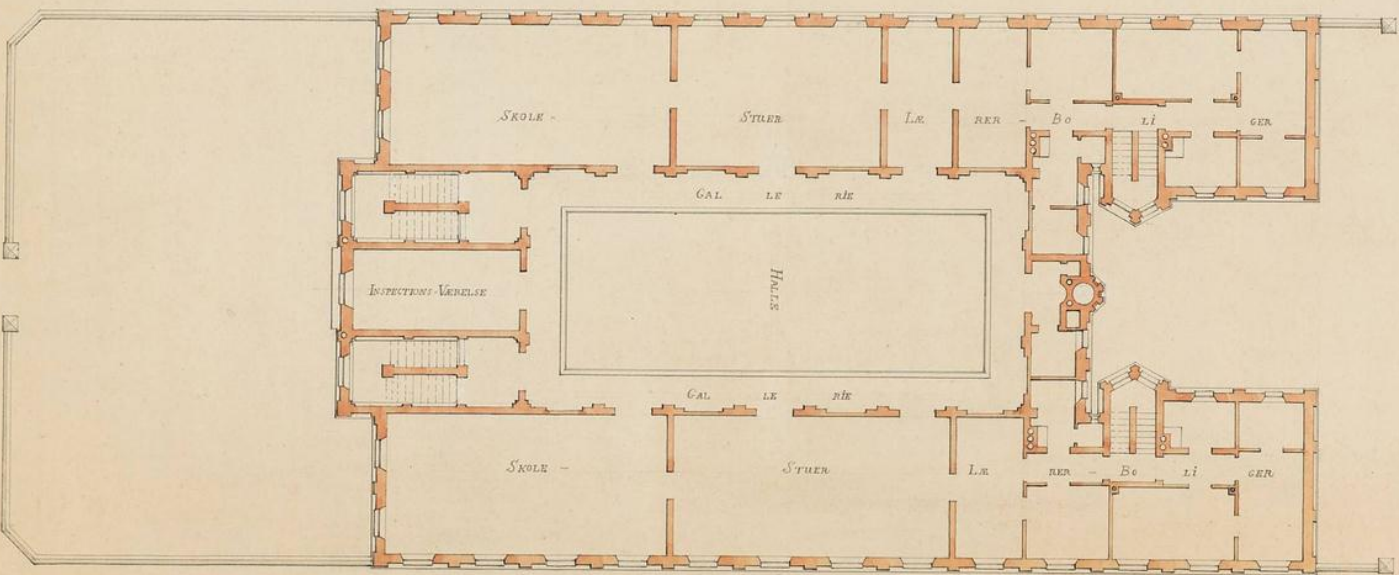 SKOLE - STUER LÆ RER - BO LI GER
GAL LE RIE
HALLE
INSPECTIONS-VÆRELSE
GAL LE RIE
SKOLE - STUER LÆ RER - BO LI GER